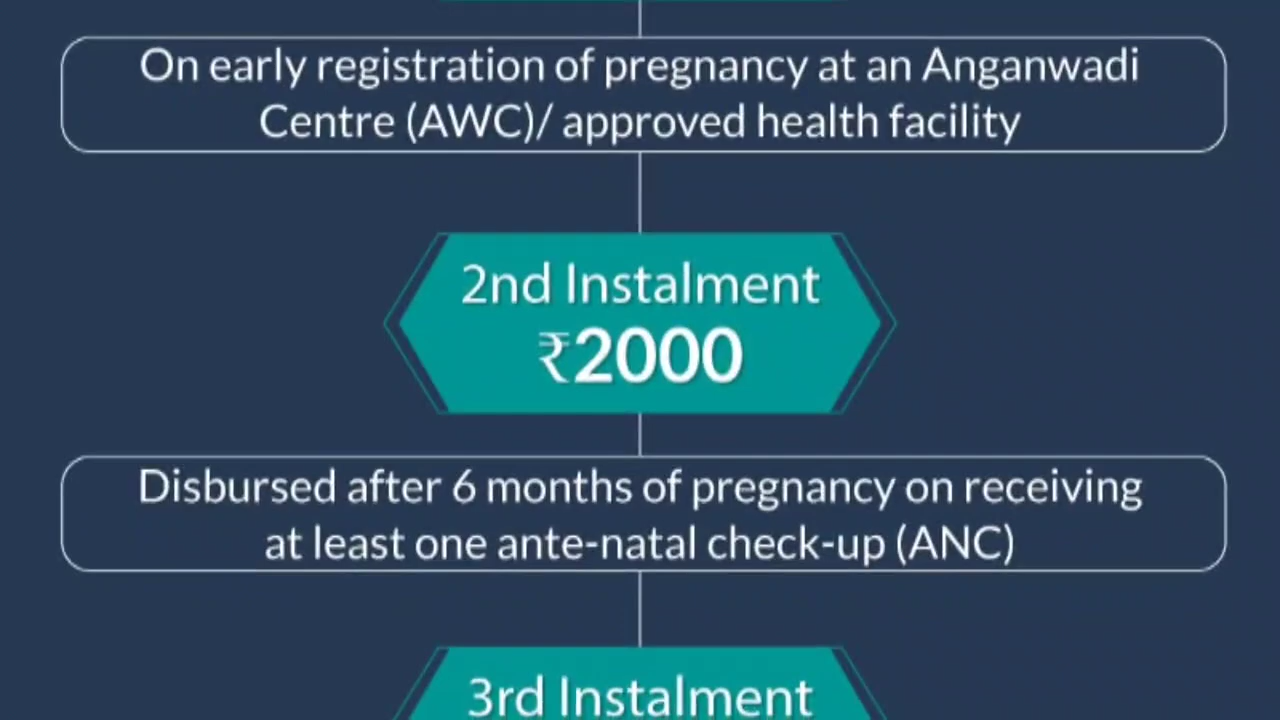 On early registration of pregnancy at an Anganwadi
Centre (AWC)/ approved health facility
2nd Instalment
₹2000
Disbursed after 6 months of pregnancy on receiving
at least one ante-natal check-up (ANC)
3rd Instalment